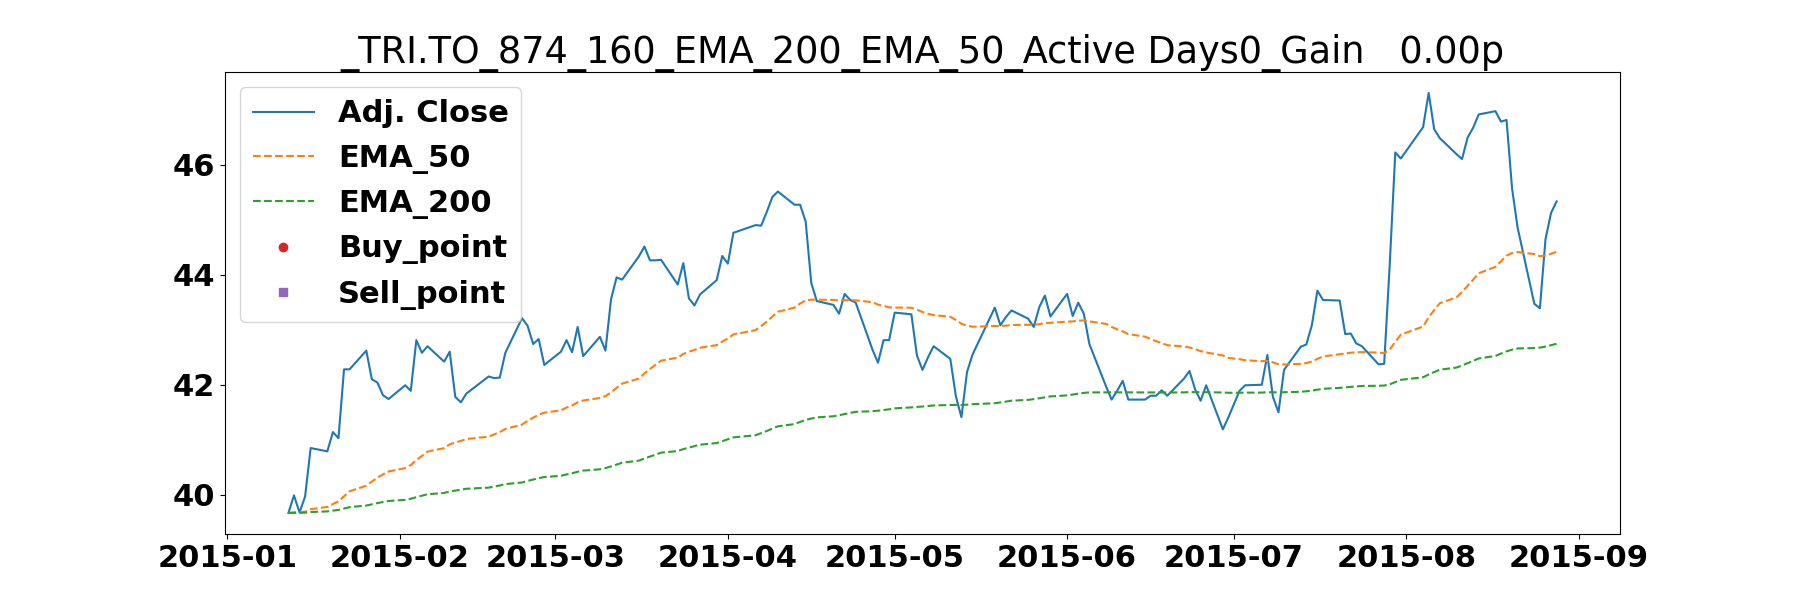 _TRI.TO_874_160_EMA_200_EMA_50_Active Days0_Gain   0.00p
Adj. Close
EMA_50
EMA_200
Buy_point
Sell_point
46
44
42
40
2015-01 2015-02 2015-03 2015-04 2015-05 2015-06 2015-07 2015-08 2015-09